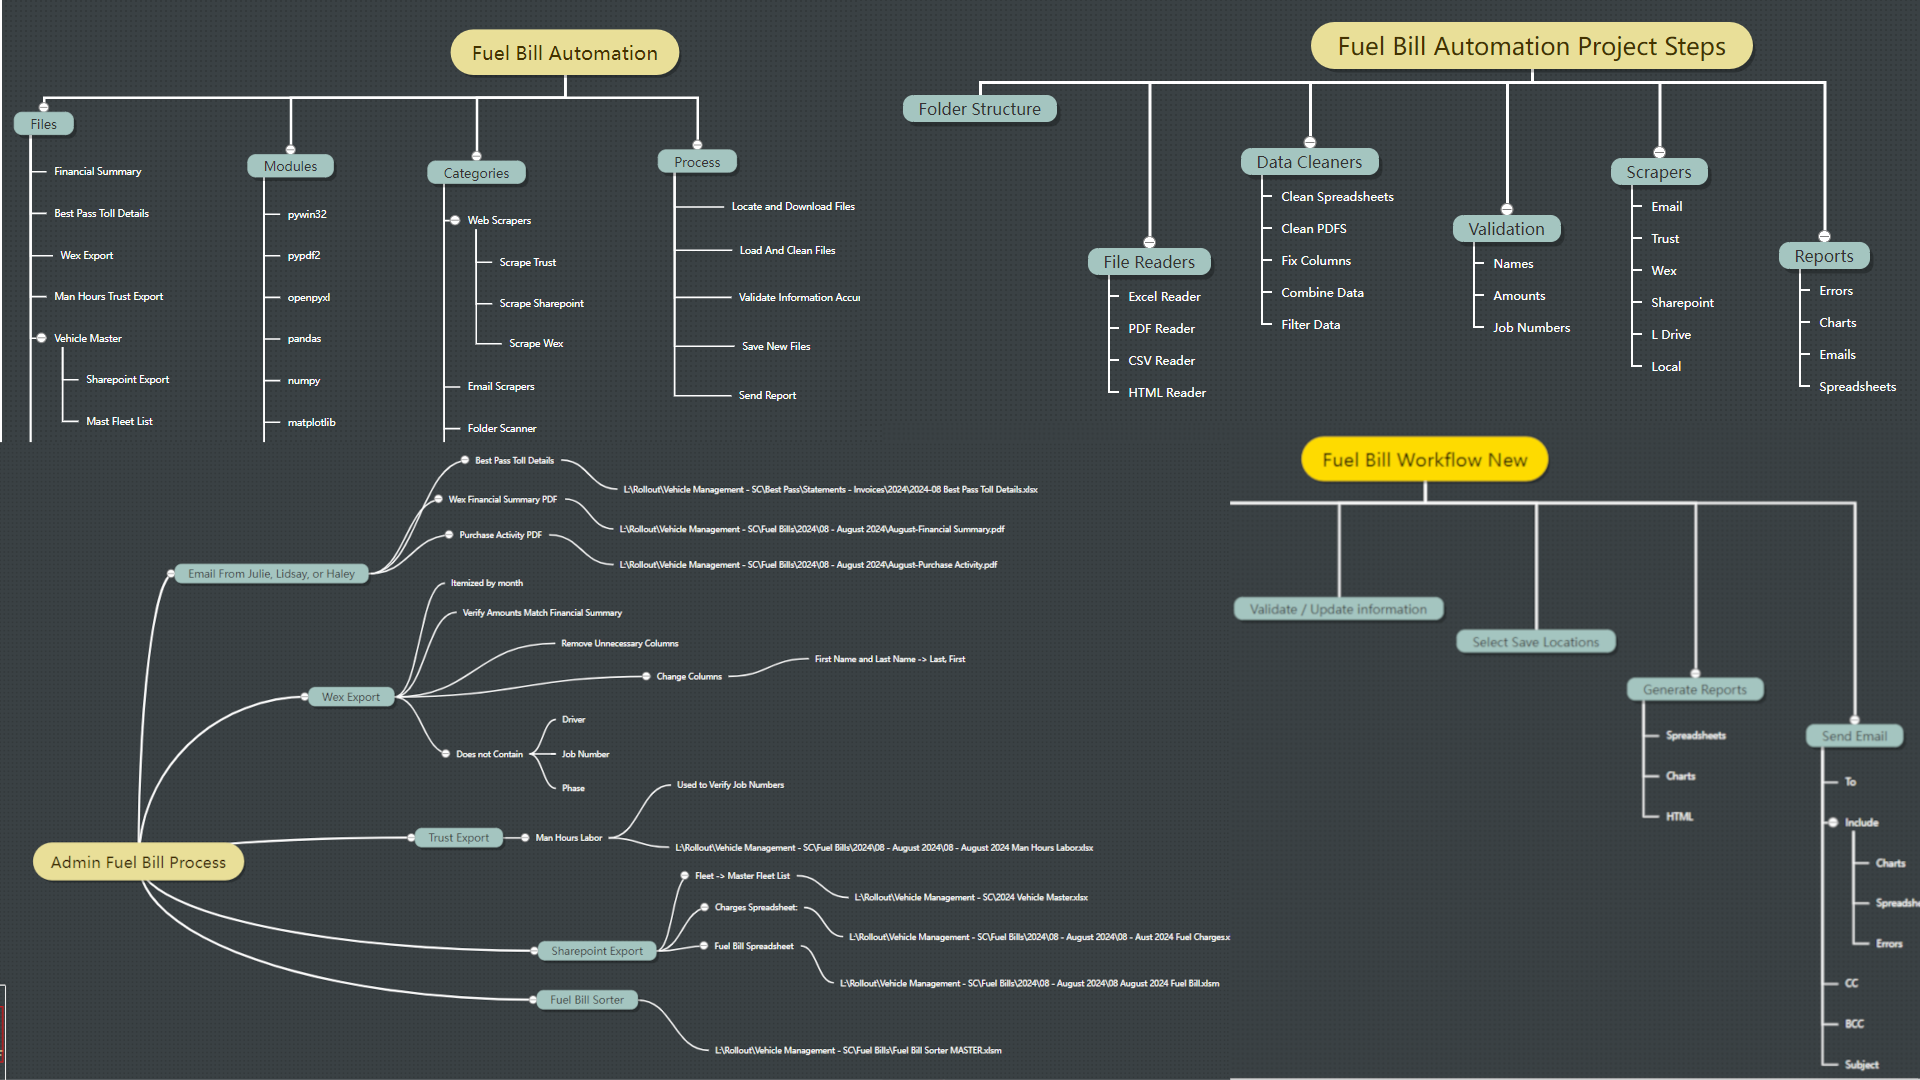 Fuel Bill Automation
Files
Financial Summary
Best Pass Toll Details
Wex Export
Man Hours Trust Export
Vehicle Master
Sharepoint Export
Mast Fleet List
Modules
pywin32
pypdf2
openpyxl
pandas
numpy
matplotlib
Categories
Web Scrapers
Scrape Trust
Scrape Sharepoint
Scrape Wex
Email Scrapers
Folder Scanner
Process
Locate and Download Files
Load And Clean Files
Validate Information Accur
Save New Files
Send Report
Fuel Bill Automation Project Steps
Folder Structure
File Readers
Excel Reader
PDF Reader
CSV Reader
HTML Reader
Data Cleaners
Clean Spreadsheets
Clean PDFS
Fix Columns
Combine Data
Filter Data
Validation
Names
Amounts
Job Numbers
Scrapers
Email
Trust
Wex
Sharepoint
L Drive
Local
Reports
Errors
Charts
Emails
Spreadsheets
Admin Fuel Bill Process
Email From Julie, Lidsay, or Haley
Best Pass Toll Details
L:\Rollout\Vehicle Management - SC\Best Pass\Statements - Invoices\2024\2024-08 Best Pass Toll Details.xlsx
Wex Financial Summary PDF
L:\Rollout\Vehicle Management - SC\Fuel Bills\2024\08 - August 2024\August-Financial Summary.pdf
Purchase Activity PDF
L:\Rollout\Vehicle Management - SC\Fuel Bills\2024\08 - August 2024\August-Purchase Activity.pdf
Wex Export
Itemized by month
Verify Amounts Match Financial Summary
Remove Unnecessary Columns
Change Columns
First Name and Last Name -> Last, First
Does not Contain
Driver
Job Number
Phase
Trust Export
Man Hours Labor
Used to Verify Job Numbers
L:\Rollout\Vehicle Management - SC\Fuel Bills\2024\08 - August 2024\08 - August 2024 Man Hours Labor.xlsx
Sharepoint Export
Fleet -> Master Fleet List
L:\Rollout\Vehicle Management - SC\2024 Vehicle Master.xlsx
Charges Spreadsheet:
L:\Rollout\Vehicle Management - SC\Fuel Bills\2024\08 - August 2024\08 - Aust 2024 Fuel Charges.x
Fuel Bill Spreadsheet
L:\Rollout\Vehicle Management - SC\Fuel Bills\2024\08 - August 2024\08 August 2024 Fuel Bill.xlsm
Fuel Bill Sorter
L:\Rollout\Vehicle Management - SC\Fuel Bills\Fuel Bill Sorter MASTER.xlsm
Fuel Bill Workflow New
Validate / Update information
Select Save Locations
Generate Reports
Spreadsheets
Charts
HTML
Send Email
To
Include
Charts
Spreadshe
Errors
CC
BCC
Subject